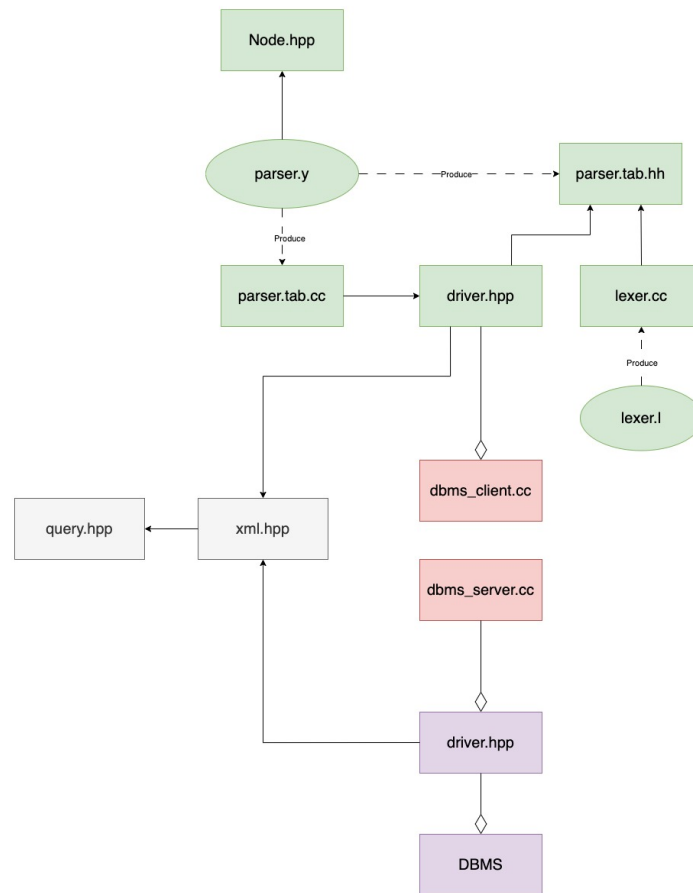 Node.hpp
parser.y
Produce
parser.tab.hh
Produce
parser.tab.cc
driver.hpp
lexer.cc
Produce
lexer.l
dbms_client.cc
query.hpp
xml.hpp
dbms_server.cc
driver.hpp
DBMS